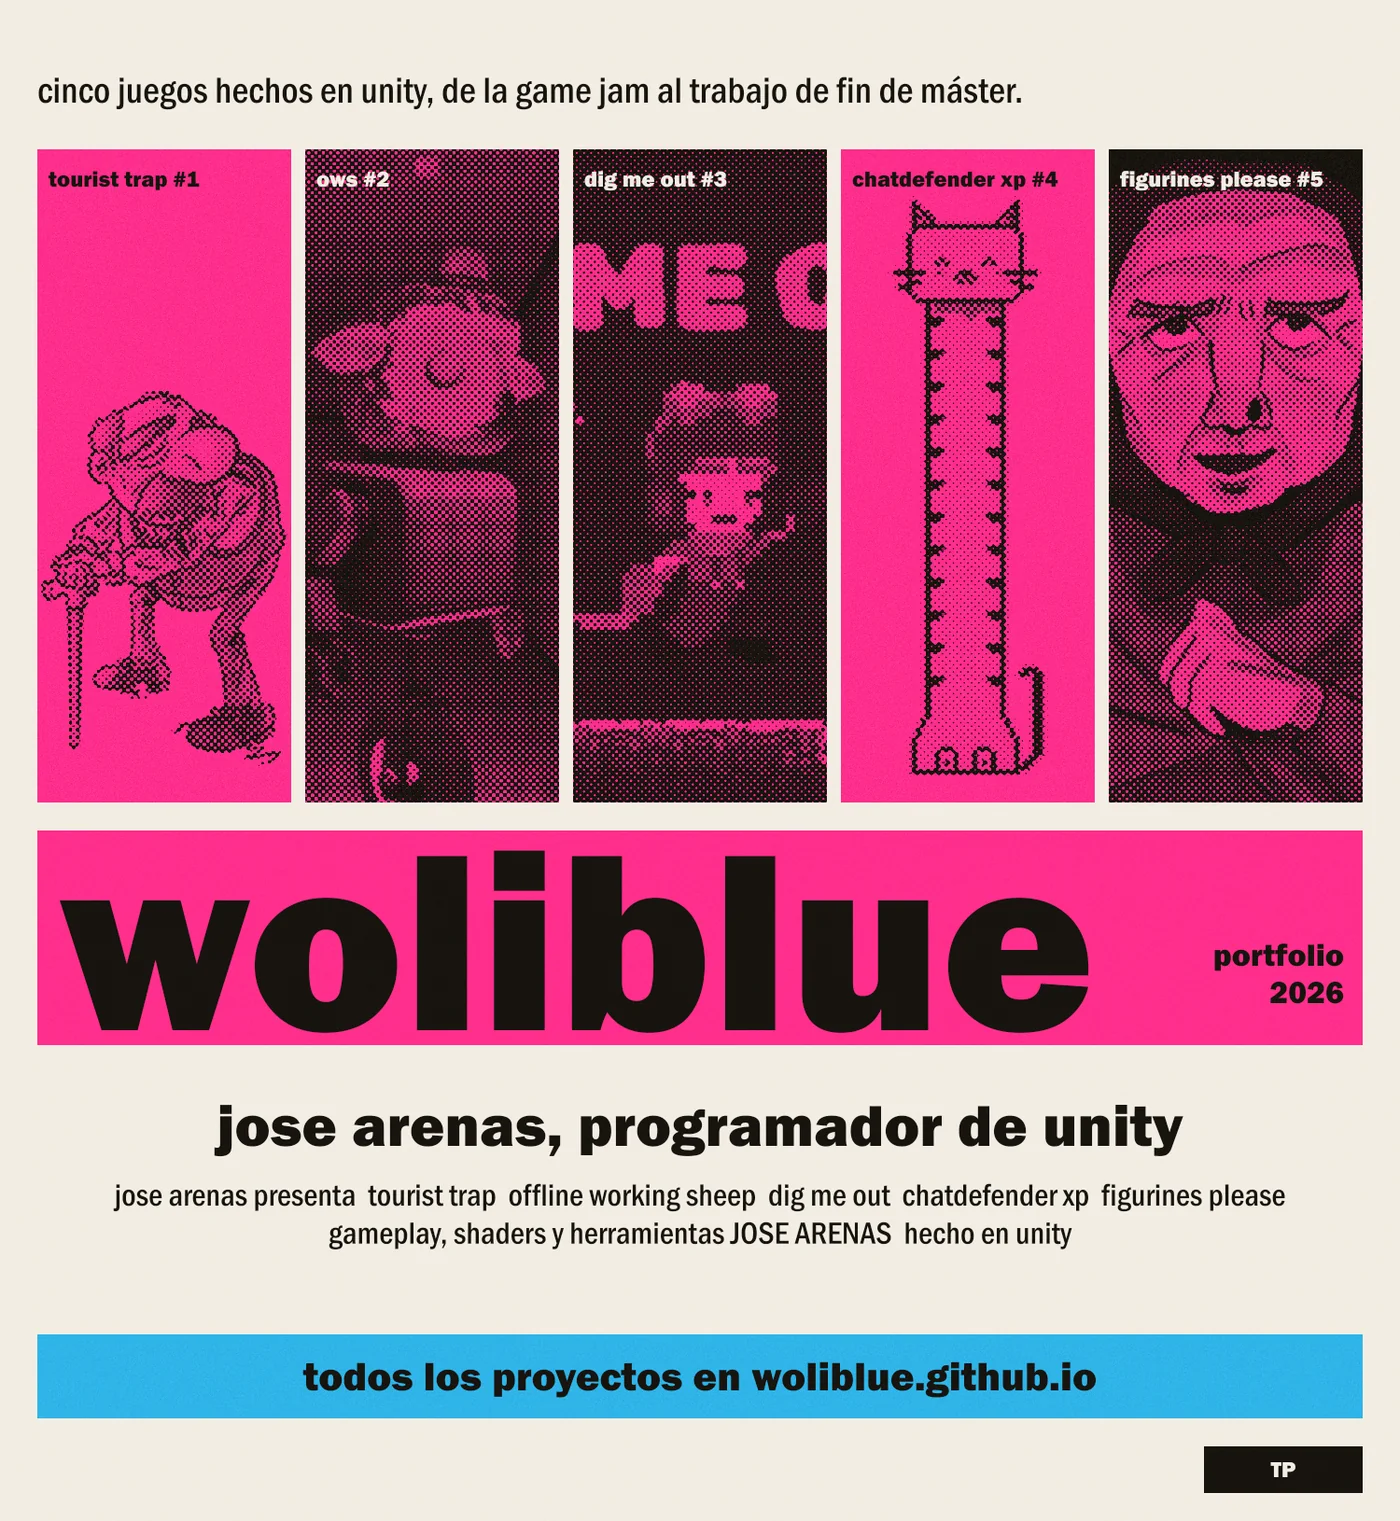 cinco juegos hechos en unity, de la game jam al trabajo de fin de máster.
tourist trap #1
ows #2
dig me out #3
chatdefender xp #4
figurines please #5
ME O
woliblue
portfolio
2026
jose arenas, programador de unity
jose arenas presenta tourist trap offline working sheep dig me out chatdefender xp figurines please
gameplay, shaders y herramientas JOSE ARENAS hecho en unity
todos los proyectos en woliblue.github.io
TP